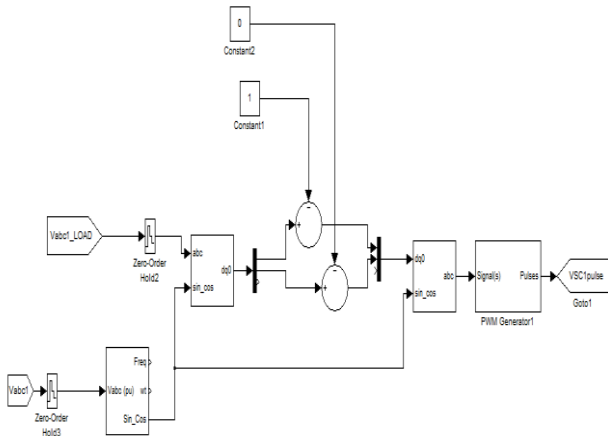 0
Constant2
1
Constant1
Vabc1_LOAD
Zero-Order
Hold2
abc
sin_cos
dq0
−
+
−
+
dq0
sin_cos
abc
Signal(s)
Pulses
PWM Generator1
VSC1pulse
Goto1
Vabc1
Zero-Order
Hold3
Vabc (pu)
Freq
wt
Sin_Cos